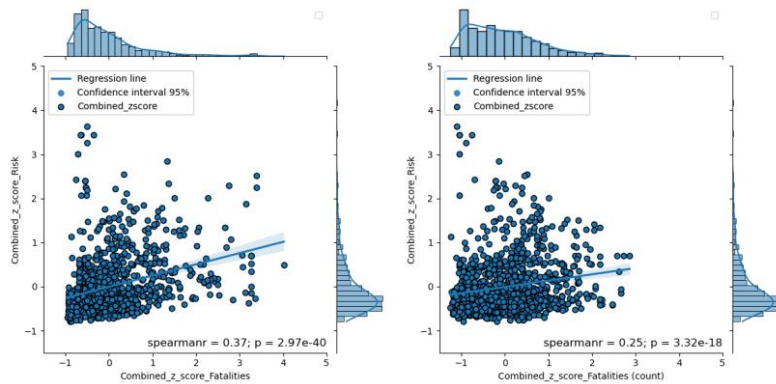 5
4
3
2
1
0
−1
Combined_z_score_Risk
Regression line
Confidence interval 95%
Combined_zscore
spearmanr = 0.37; p = 2.97e-40
−1 0 1 2 3 4 5
Combined_z_score_Fatalities
5
4
3
2
1
0
−1
Combined_z_score_Risk
Regression line
Confidence interval 95%
Combined_zscore
spearmanr = 0.25; p = 3.32e-18
−1 0 1 2 3 4 5
Combined_z_score_Fatalities (count)